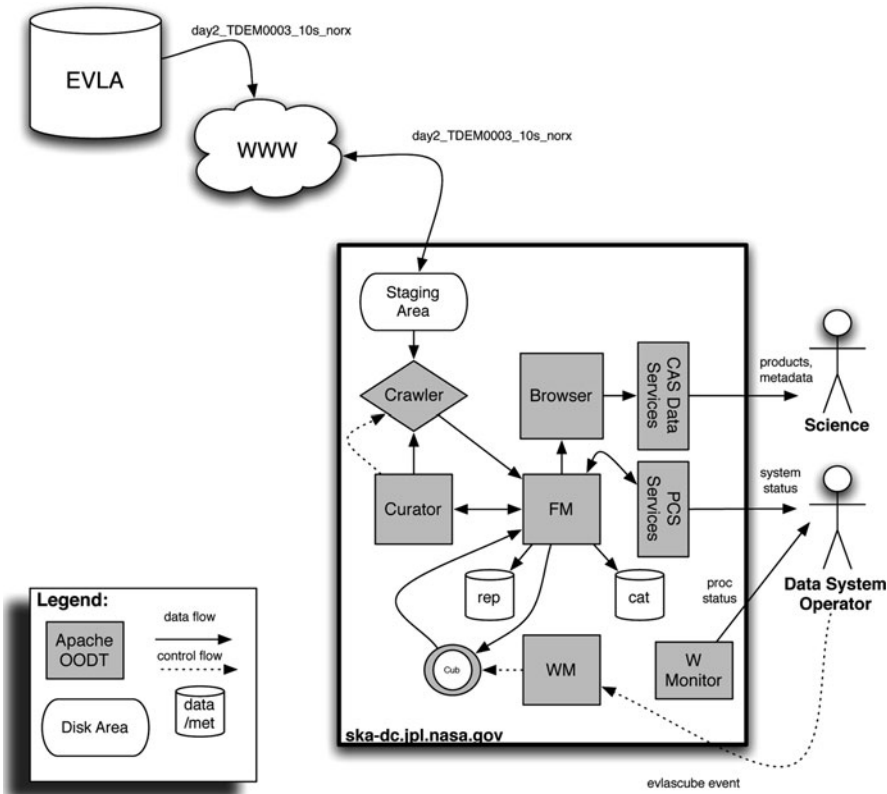 day2_TDEM0003_10s_norx
EVLA
WWW
day2_TDEM0003_10s_norx
Staging
Area
Crawler
Browser
CAS Data
Services
products,
metadata
Science
Curator
FM
PCS
Services
system
status
rep
cat
proc
status
Data System
Operator
Cub
WM
W
Monitor
ska-dc.jpl.nasa.gov
evlascube event
Legend:
Apache
OODT
data flow
control flow
Disk Area
data
/met